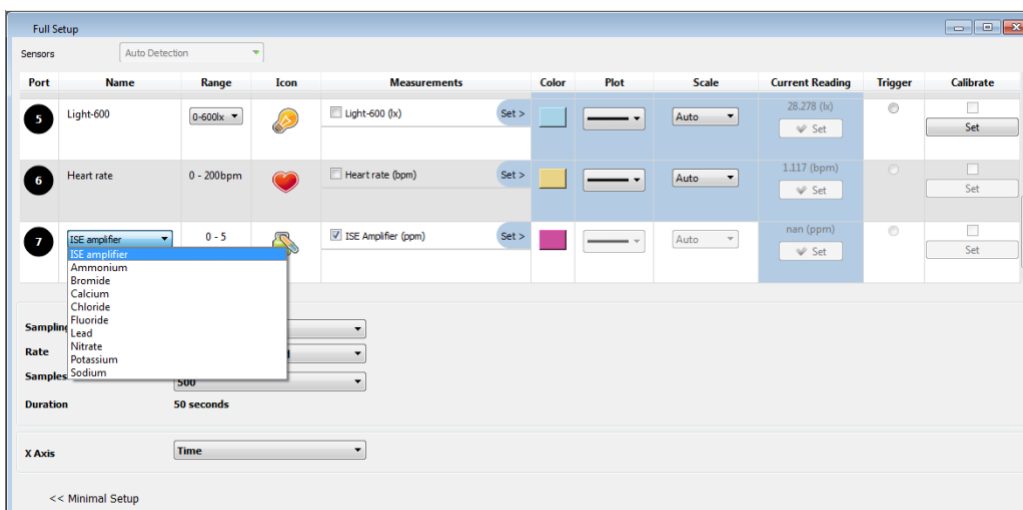 Full Setup
Sensors Auto Detection
Port Name Range Icon Measurements Color Plot Scale Current Reading Trigger Calibrate
5 Light-600 0-600lx Light-600 (lx) Set > Auto 28.278 (lx)
Set Set
6 Heart rate 0 - 200bpm Heart rate (bpm) Set > Auto 1.117 (bpm)
Set Set
7 ISE amplifier 0 - 5 ISE Amplifier (ppm) Set > Auto nan (ppm)
Set Set
ISE amplifier
Ammonium
Bromide
Calcium
Chloride
Fluoride
Lead
Nitrate
Potassium
Sodium
Sampling
Rate
Samples 500
Duration 50 seconds
X Axis Time
<< Minimal Setup